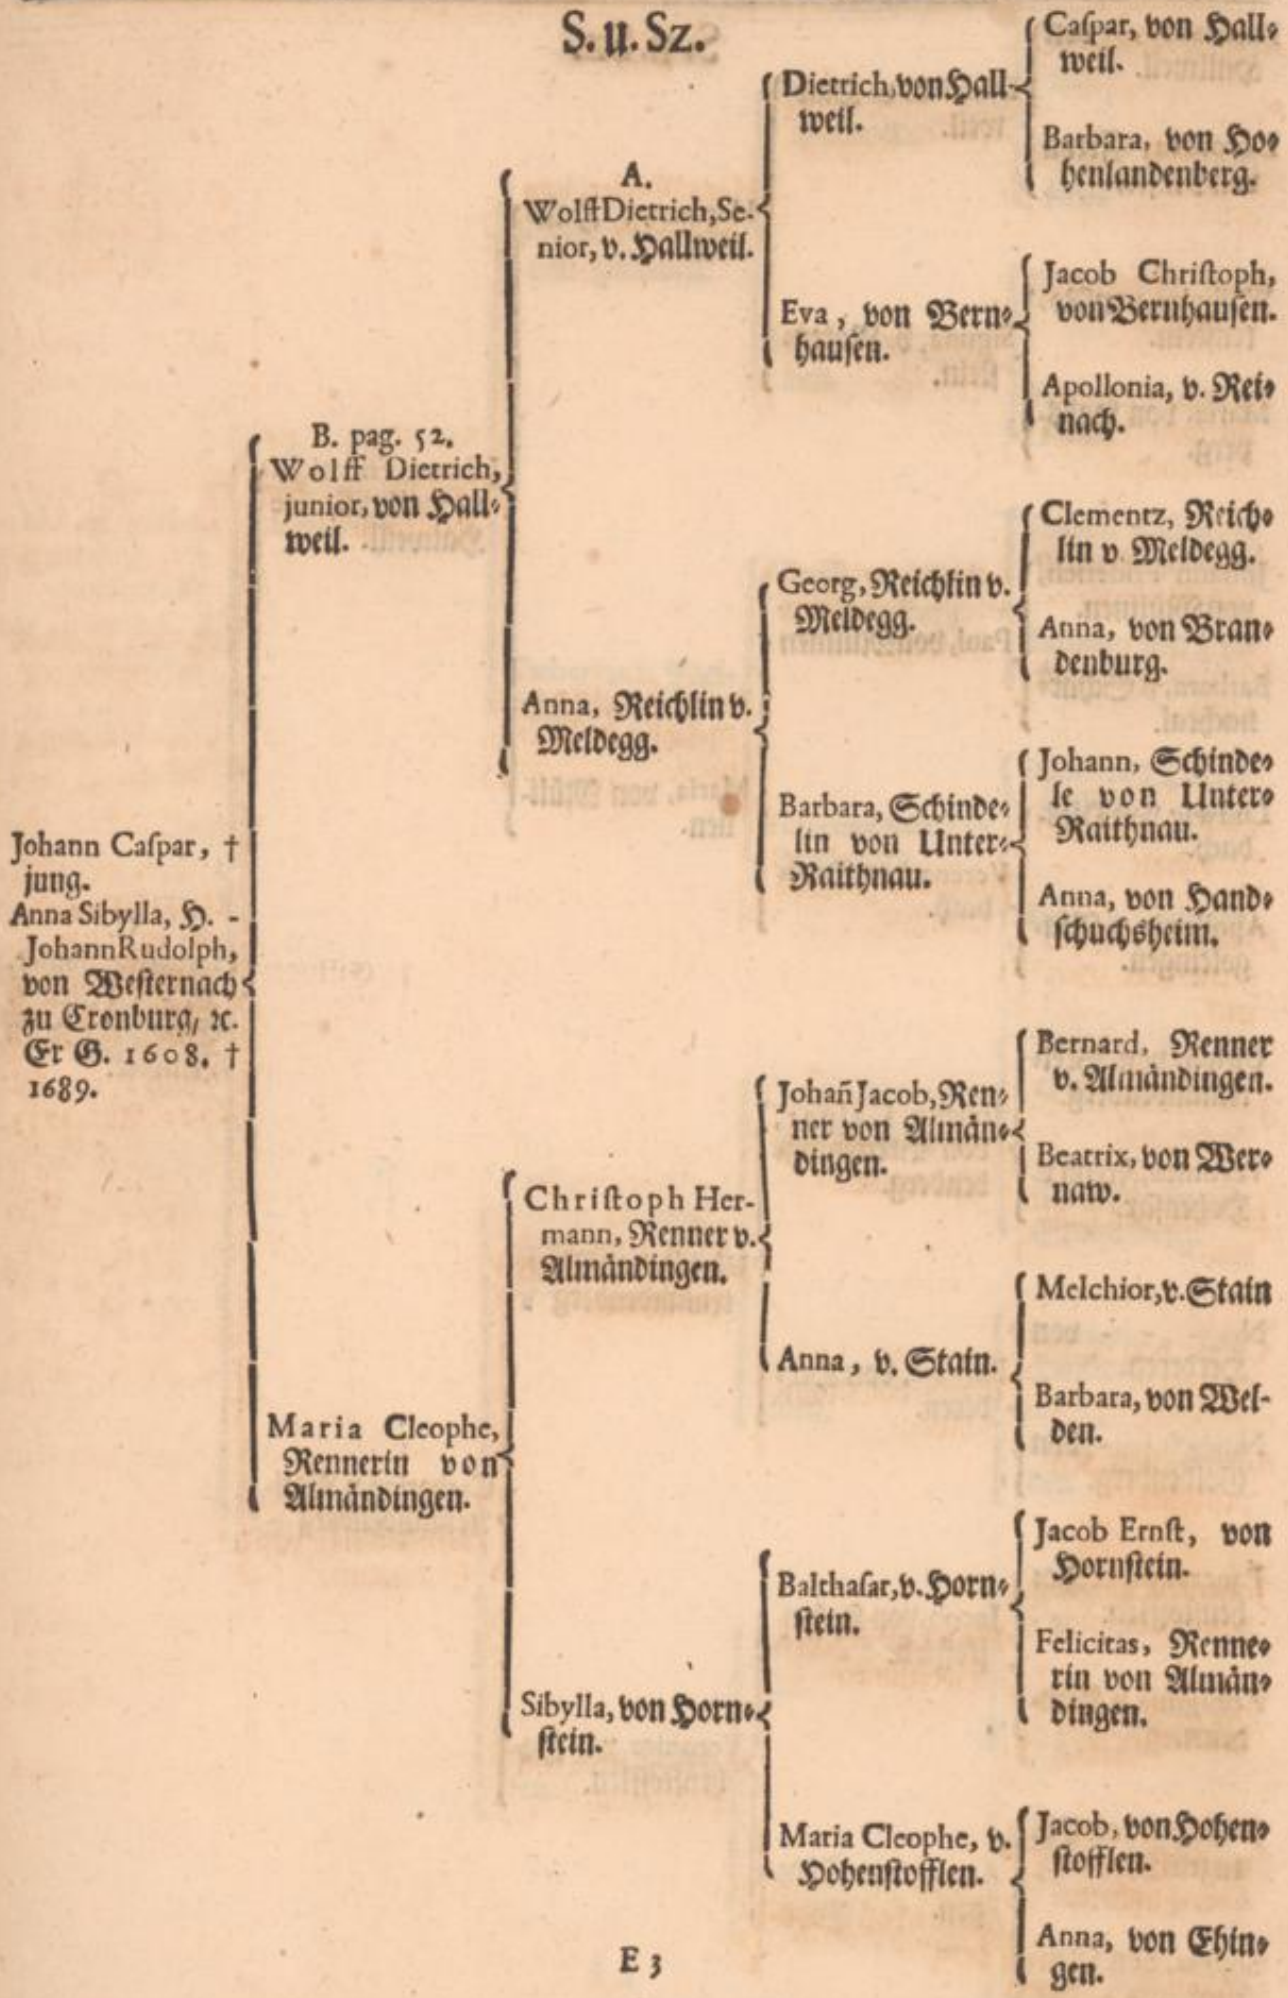 S. u. Sz.
Johann Caſpar, †
jung.
Anna Sibylla, H. -
Johann Rudolph,
von Weſternach
zu Cronburg, ꝛc.
Er G. 1608. †
1689.
B. pag. 52.
Wolff Dietrich,
junior, von Hall-
weil.
Maria Cleophe,
Rennerin von
Almändingen.
A.
Wolff Dietrich, Se-
nior, v. Hallweil.
Anna, Reichlin v.
Meldegg.
Chriſtoph Her-
mann, Renner v.
Almändingen.
Sibylla, von Horn-
ſtein.
Dietrich, von Hall-
weil.
Eva, von Bern-
hauſen.
Georg, Reichlin v.
Meldegg.
Barbara, Schinde-
lin von Unter-
Raithnau.
Johañ Jacob, Ren-
ner von Almän-
dingen.
Anna, v. Stain.
Balthaſar, v. Horn-
ſtein.
Maria Cleophe, v.
Hohenſtofflen.
Caſpar, von Hall-
weil.
Barbara, von Ho-
henlandenberg.
Jacob Chriſtoph,
von Bernhauſen.
Apollonia, v. Rei-
nach.
Clementz, Reich-
lin v Meldegg.
Anna, von Bran-
denburg.
Johann, Schinde-
le von Unter-
Raithnau.
Anna, von Hand-
ſchuchsheim.
Bernard, Renner
v. Almändingen.
Beatrix, von Wer-
naw.
Melchior, v. Stain
Barbara, von Wel-
den.
Jacob Ernſt, von
Hornſtein.
Felicitas, Renne-
rin von Almän-
dingen.
Jacob, von Hohen-
ſtofflen.
Anna, von Ehin-
gen.
E 3